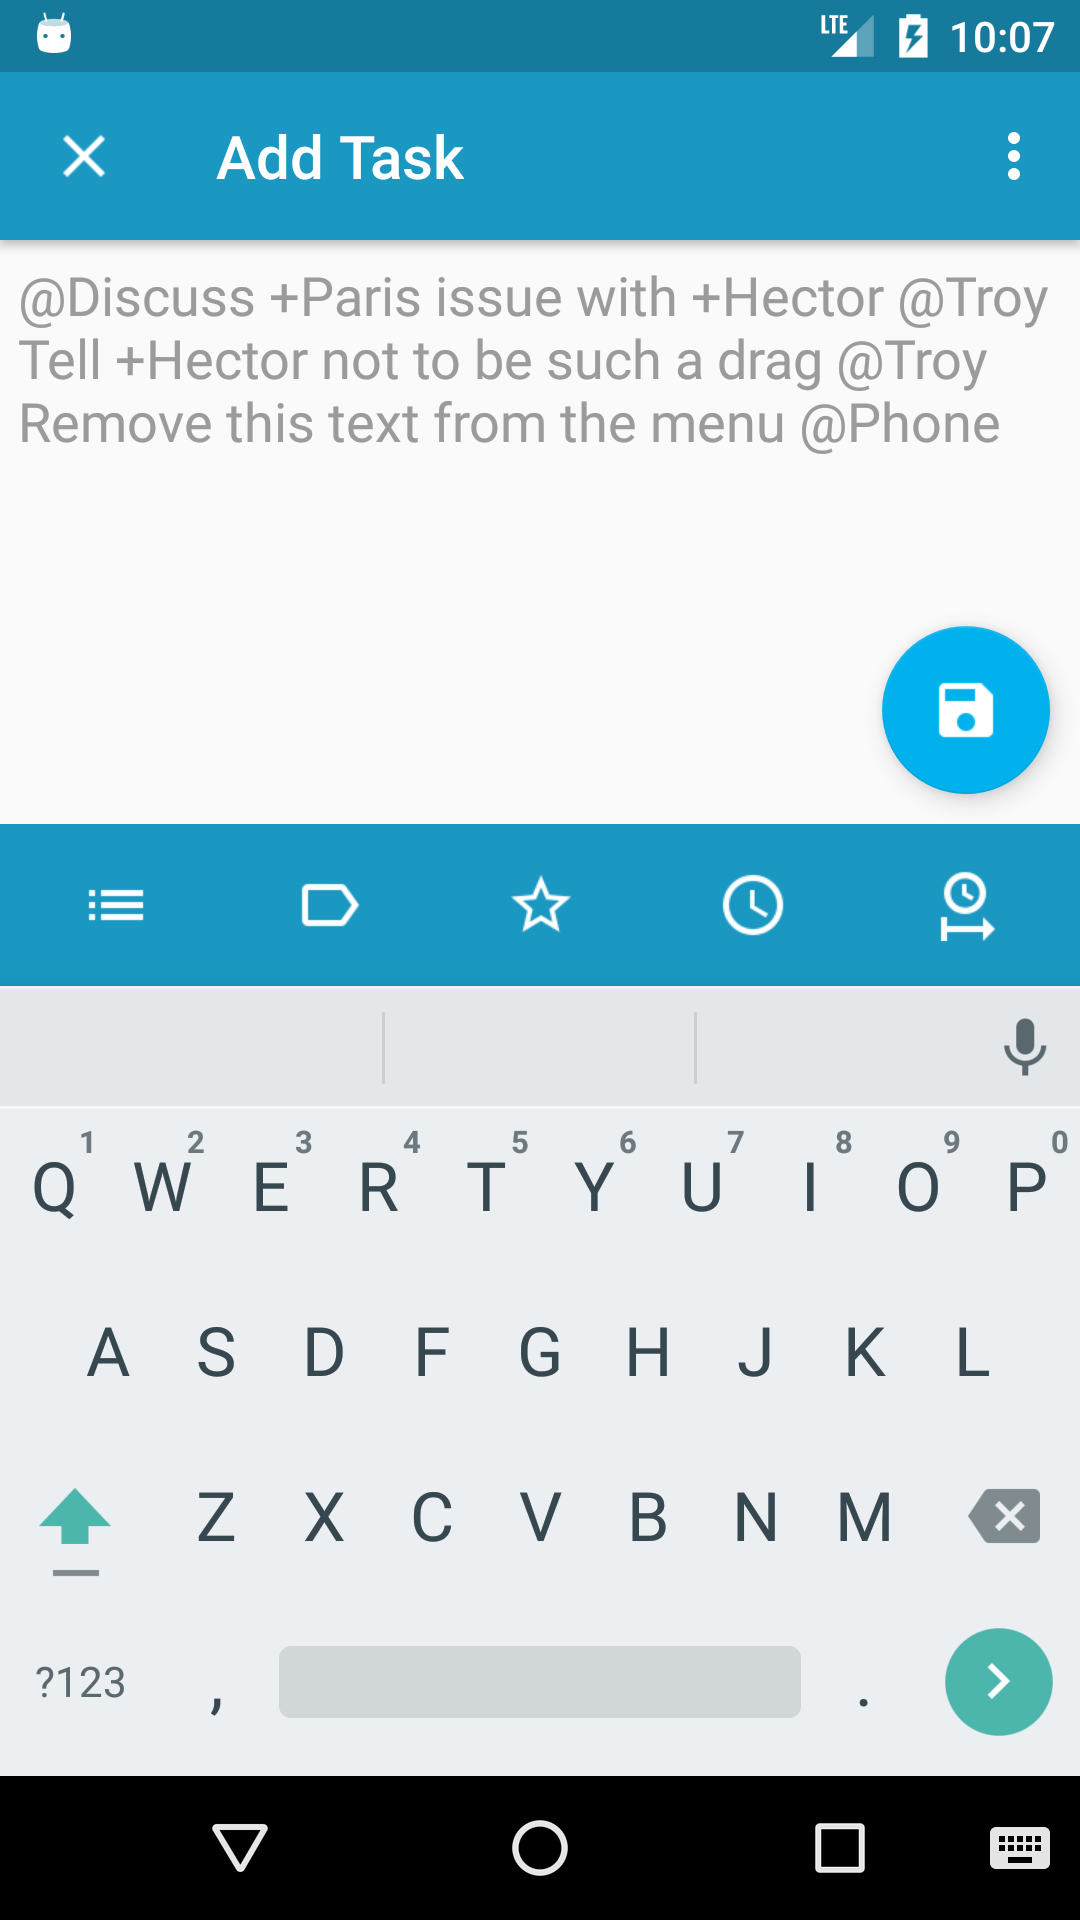 LTE 10:07
Add Task
@Discuss +Paris issue with +Hector @Troy
Tell +Hector not to be such a drag @Troy
Remove this text from the menu @Phone
1 2 3 4 5 6 7 8 9 0
Q W E R T Y U I O P
A S D F G H J K L
Z X C V B N M
?123 , .